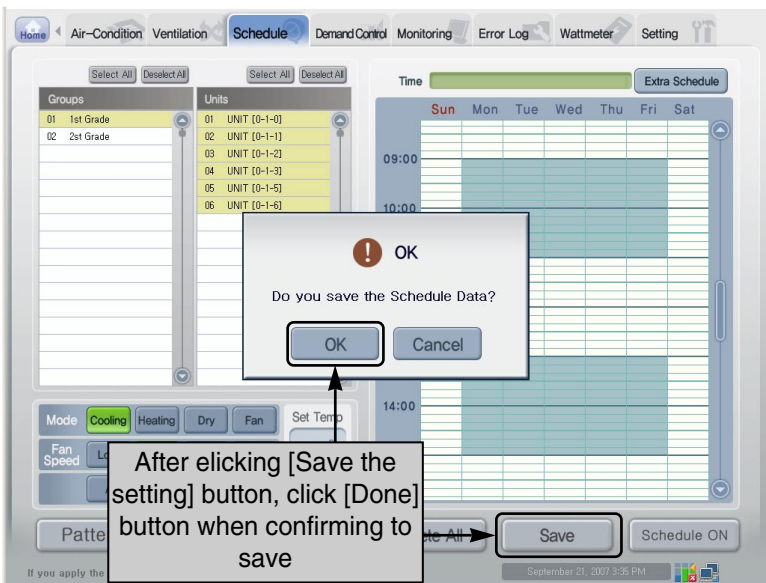 Home Air-Condition Ventilation Schedule Demand Control Monitoring Error Log Wattmeter Setting
Select All Deselect All Select All Deselect All
Groups Units
01 1st Grade
02 2st Grade
01 UNIT [0-1-0]
02 UNIT [0-1-1]
03 UNIT [0-1-2]
04 UNIT [0-1-3]
05 UNIT [0-1-5]
06 UNIT [0-1-6]
Time Extra Schedule
Sun Mon Tue Wed Thu Fri Sat
09:00
10:00
14:00
OK
Do you save the Schedule Data?
OK Cancel
Mode Cooling Heating Dry Fan Set Temp
Fan
Speed
After elicking [Save the
setting] button, click [Done]
button when confirming to
save
All Save Schedule ON
If you apply the
September 21, 2007 3:35 PM